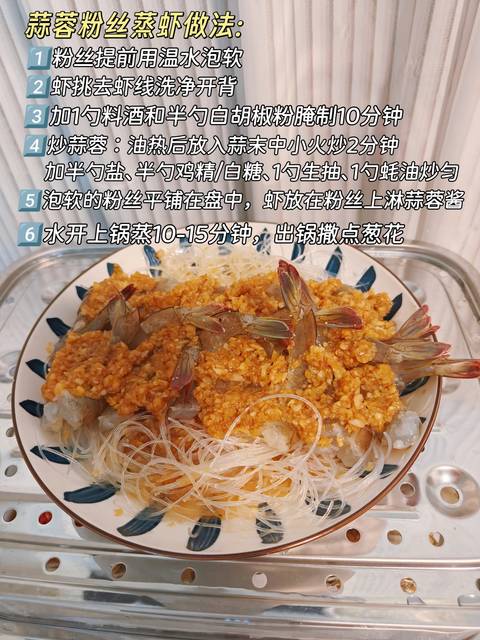 蒜蓉粉丝蒸虾做法:
1 粉丝提前用温水泡软
2 虾挑去虾线洗净开背
3 加1勺料酒和半勺白胡椒粉腌制10分钟
4 炒蒜蓉：油热后放入蒜末中小火炒2分钟
加半勺盐、半勺鸡精/白糖、1勺生抽、1勺蚝油炒匀
5 泡软的粉丝平铺在盘中，虾放在粉丝上淋蒜蓉酱
6 水开上锅蒸10-15分钟，出锅撒点葱花